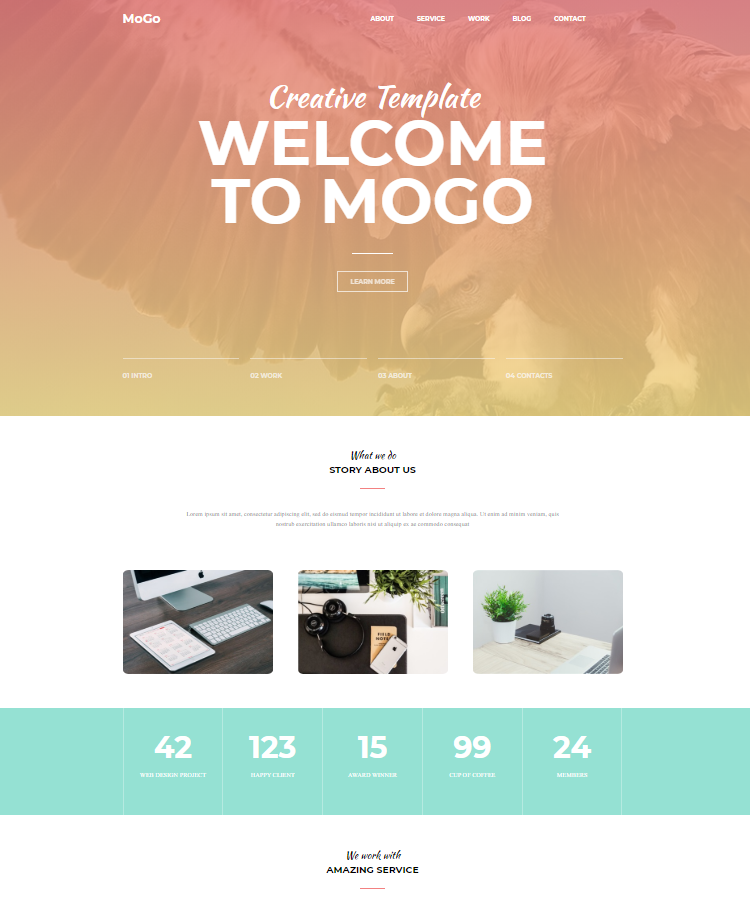 MoGo
ABOUT SERVICE WORK BLOG CONTACT
Creative Template
WELCOME
TO MOGO
LEARN MORE
01 INTRO 02 WORK 03 ABOUT 04 CONTACTS
What we do
STORY ABOUT US
Lorem ipsum sit amet, consectetur adipiscing elit, sed do eismud tempor incididunt ut labore et dolore magna aliqua. Ut enim ad minim veniam, quis
nostrud exercitation ullamco laboris nisi ut aliquip ex ea commodo consequat
FIELD NOTES
42 123 15 99 24
WEB DESIGN PROJECT HAPPY CLIENT AWARD WINNER CUP OF COFFEE MEMBERS
We work with
AMAZING SERVICE